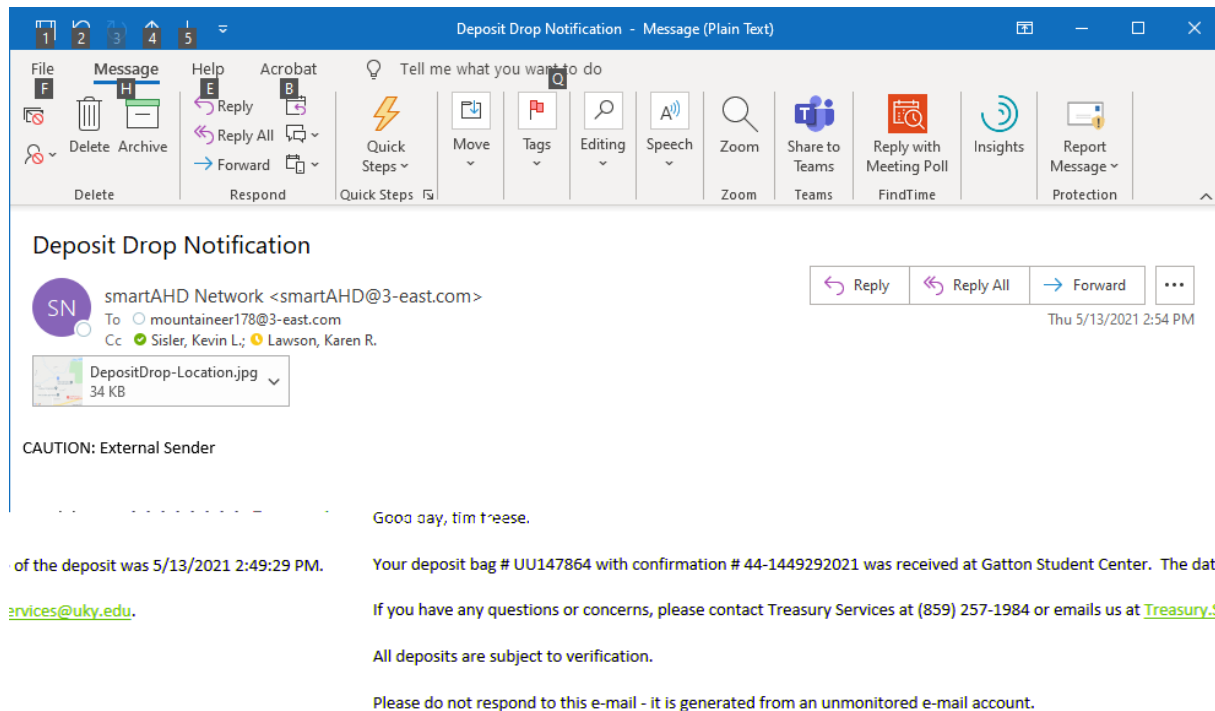 Deposit Drop Notification - Message (Plain Text)
1 2 3 4 5
File Message Help Acrobat Tell me what you want to do
F H E B Q
Delete Archive
Reply
Reply All
Forward
Quick Steps
Move
Tags
Editing
Speech
Zoom
Share to Teams
Reply with Meeting Poll
Insights
Report Message
Delete Respond Quick Steps Zoom Teams FindTime Protection
Deposit Drop Notification
SN
smartAHD Network <smartAHD@3-east.com>
To mountaineer178@3-east.com
Cc Sisler, Kevin L.; Lawson, Karen R.
Reply Reply All Forward ...
Thu 5/13/2021 2:54 PM
DepositDrop-Location.jpg
34 KB
CAUTION: External Sender
Good day, tim freese.
of the deposit was 5/13/2021 2:49:29 PM. Your deposit bag # UU147864 with confirmation # 44-1449292021 was received at Gatton Student Center. The dat
ervices@uky.edu. If you have any questions or concerns, please contact Treasury Services at (859) 257-1984 or emails us at Treasury.S
All deposits are subject to verification.
Please do not respond to this e-mail - it is generated from an unmonitored e-mail account.